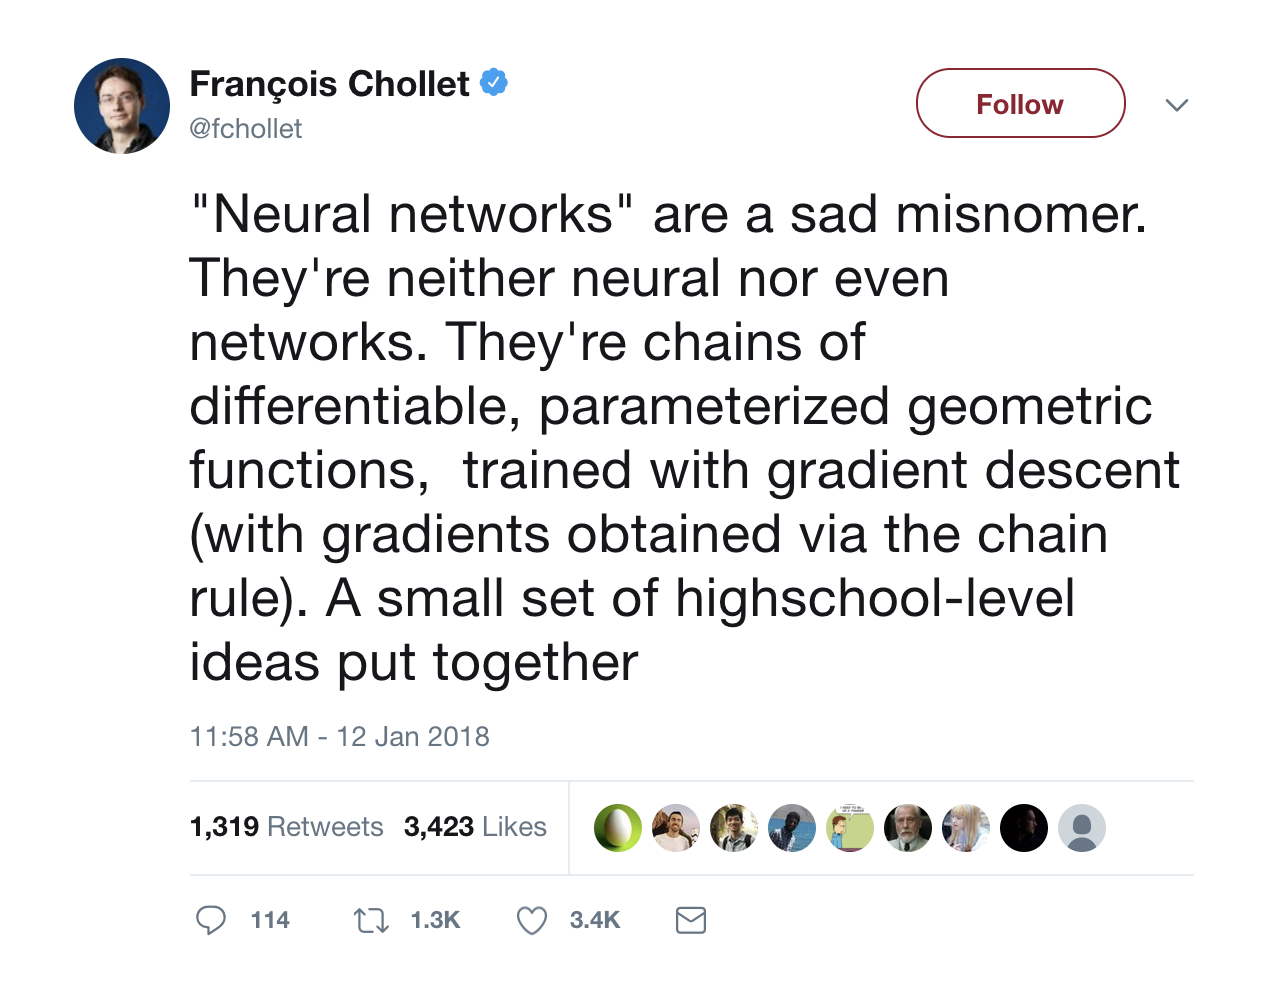 François Chollet
@fchollet
Follow
"Neural networks" are a sad misnomer.
They're neither neural nor even
networks. They're chains of
differentiable, parameterized geometric
functions,  trained with gradient descent
(with gradients obtained via the chain
rule). A small set of highschool-level
ideas put together
11:58 AM - 12 Jan 2018
1,319 Retweets 3,423 Likes
114 1.3K 3.4K